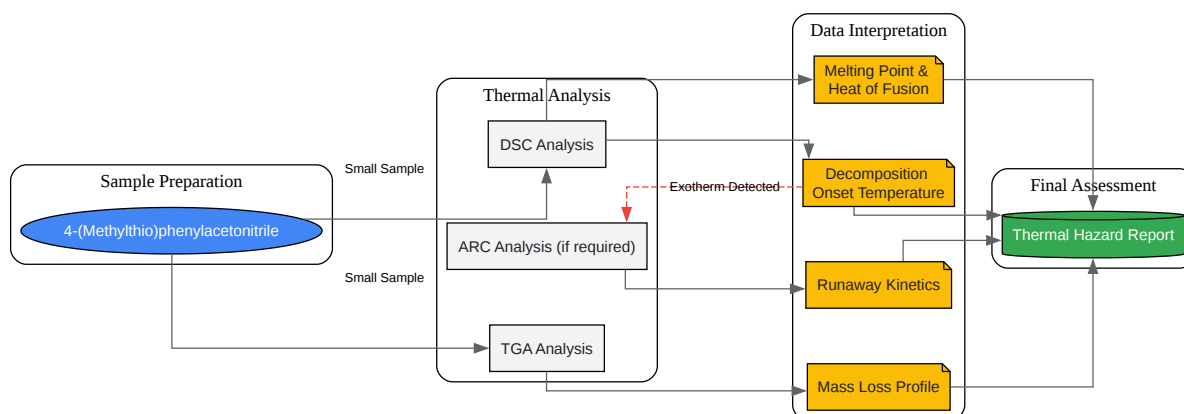 Sample Preparation
4-(Methylthio)phenylacetonitrile
Small Sample
Small Sample
Thermal Analysis
DSC Analysis
ARC Analysis (if required)
TGA Analysis
Exotherm Detected
Data Interpretation
Melting Point &
Heat of Fusion
Decomposition
Onset Temperature
Runaway Kinetics
Mass Loss Profile
Final Assessment
Thermal Hazard Report